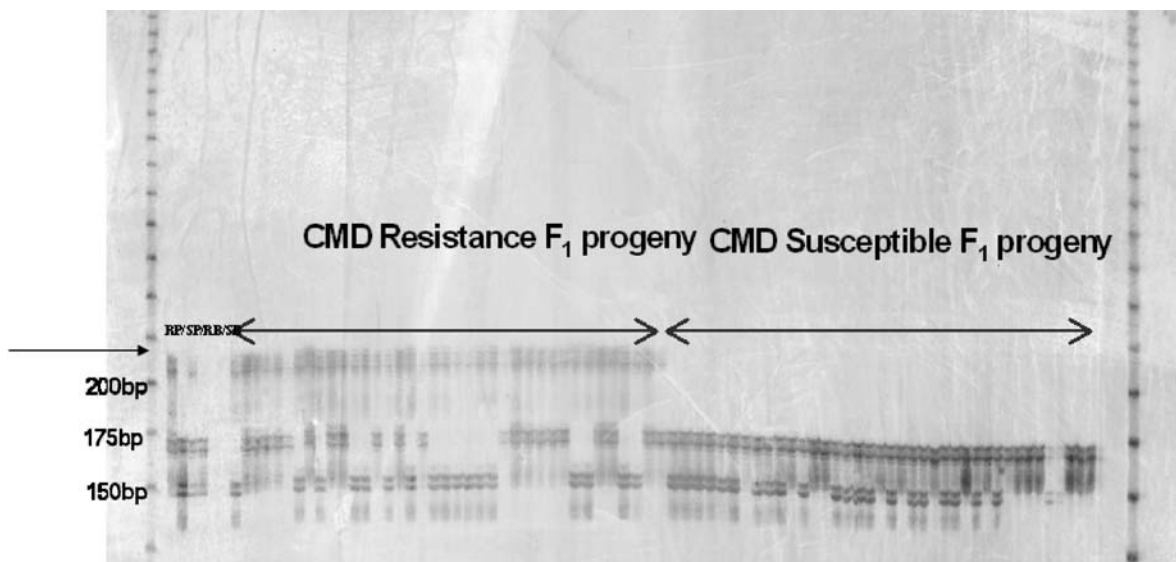 CMD Resistance F₁ progeny CMD Susceptible F₁ progeny
RP/SP/RB/SB
200bp
175bp
150bp